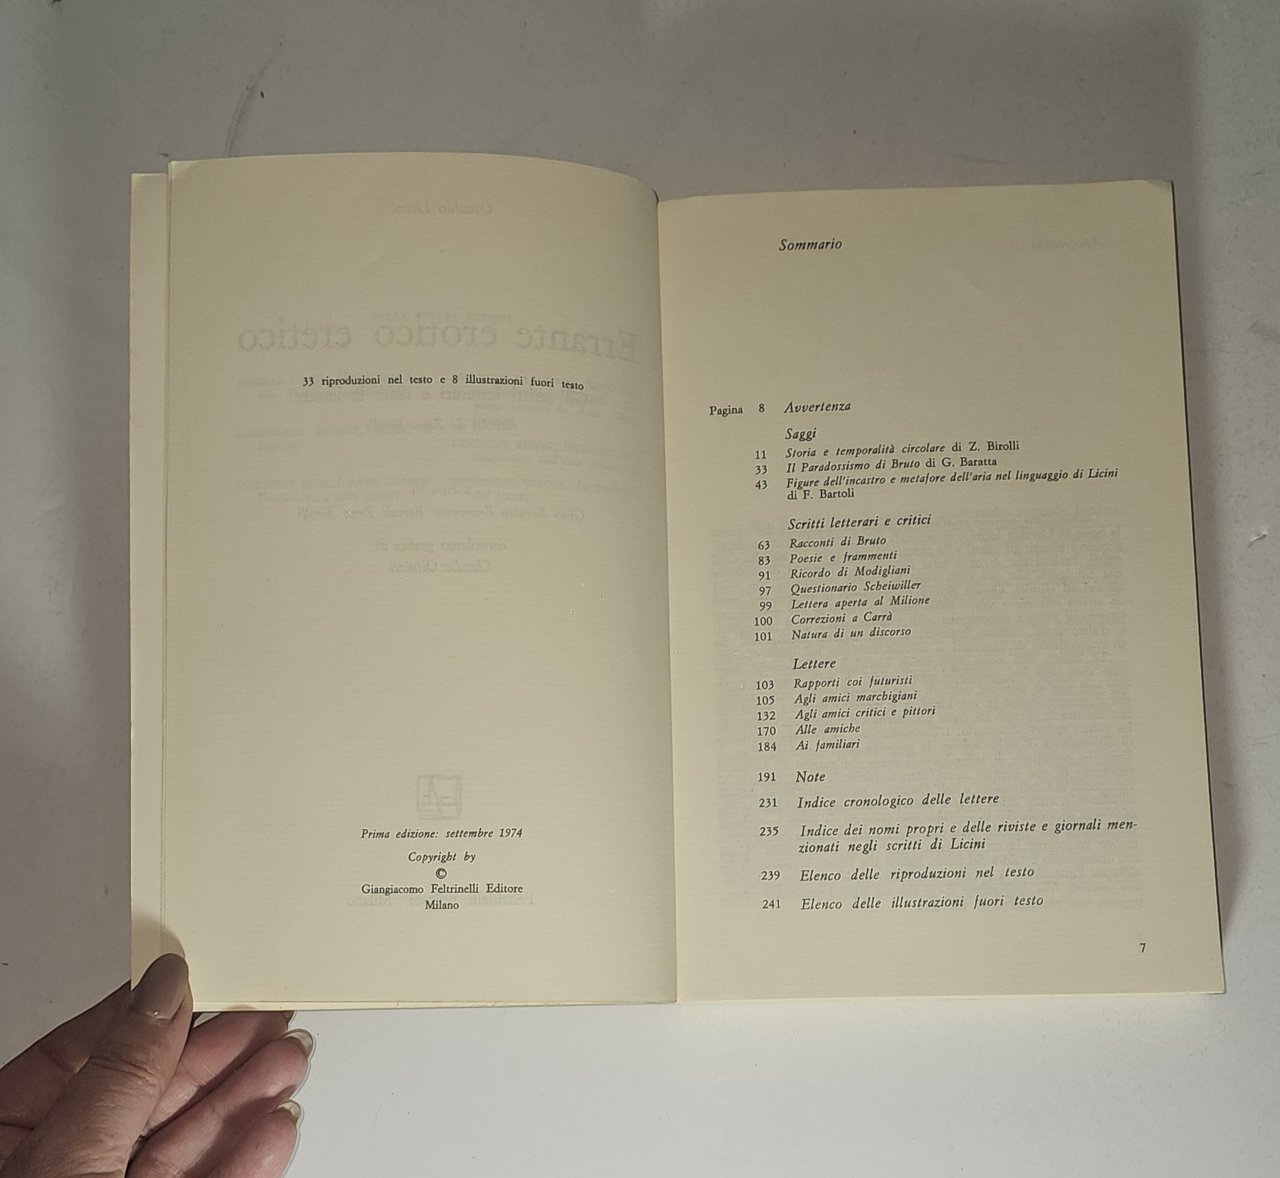 33 riproduzioni nel testo e 8 illustrazioni fuori testo
Prima edizione: settembre 1974
Copyright by
©
Giangiacomo Feltrinelli Editore
Milano
Sommario
Pagina 8 Avvertenza
Saggi
11 Storia e temporalità circolare di Z. Birolli
33 Il Paradossismo di Bruto di G. Baratta
43 Figure dell'incastro e metafore dell'aria nel linguaggio di Licini
di F. Bartoli
Scritti letterari e critici
63 Racconti di Bruto
83 Poesie e frammenti
91 Ricordo di Modigliani
97 Questionario Scheiwiller
99 Lettera aperta al Milione
100 Correzioni a Carrà
101 Natura di un discorso
Lettere
103 Rapporti coi futuristi
105 Agli amici marchigiani
132 Agli amici critici e pittori
170 Alle amiche
184 Ai familiari
191 Note
231 Indice cronologico delle lettere
235 Indice dei nomi propri e delle riviste e giornali men-
zionati negli scritti di Licini
239 Elenco delle riproduzioni nel testo
241 Elenco delle illustrazioni fuori testo
7